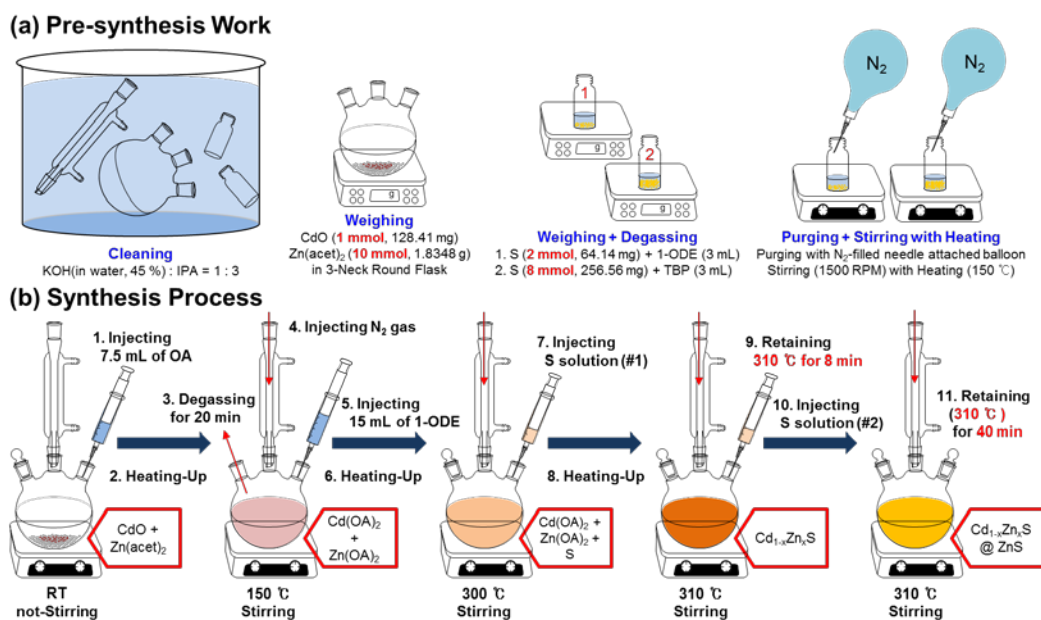 (a) Pre-synthesis Work
N2
N2
1
2
g
g
g
Cleaning
KOH(in water, 45 %) : IPA = 1 : 3
Weighing
CdO (1 mmol, 128.41 mg)
Zn(acet)2 (10 mmol, 1.8348 g)
in 3-Neck Round Flask
Weighing + Degassing
1. S (2 mmol, 64.14 mg) + 1-ODE (3 mL)
2. S (8 mmol, 256.56 mg) + TBP (3 mL)
Purging + Stirring with Heating
Purging with N2-filled needle attached balloon
Stirring (1500 RPM) with Heating (150 ℃)
(b) Synthesis Process
1. Injecting
7.5 mL of OA
2. Heating-Up
3. Degassing
for 20 min
4. Injecting N2 gas
5. Injecting
15 mL of 1-ODE
6. Heating-Up
7. Injecting
S solution (#1)
8. Heating-Up
9. Retaining
310 ℃ for 8 min
10. Injecting
S solution (#2)
11. Retaining
(310 ℃ )
for 40 min
CdO +
Zn(acet)2
Cd(OA)2
+
Zn(OA)2
Cd(OA)2 +
Zn(OA)2 +
S
Cd1-xZnxS
Cd1-xZnxS
@ ZnS
RT
not-Stirring
150 ℃
Stirring
300 ℃
Stirring
310 ℃
Stirring
310 ℃
Stirring